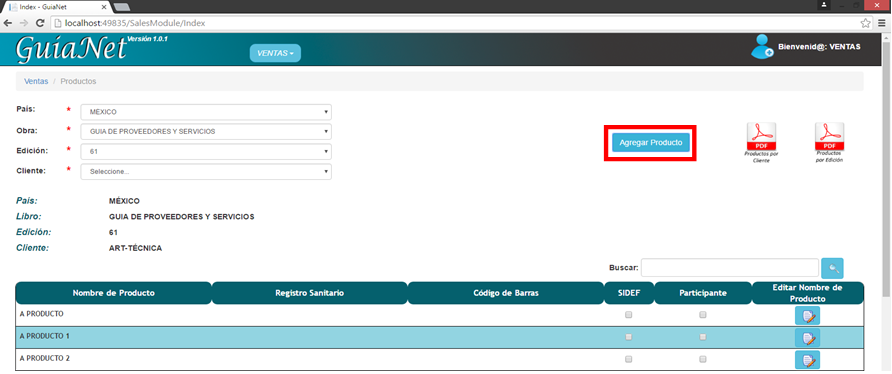 Index - GuiaNet
localhost:49835/SalesModule/Index
GuíaNet Versión 1.0.1
VENTAS
Bienvenid@: VENTAS
Ventas / Productos
País: * MÉXICO
Obra: * GUIA DE PROVEEDORES Y SERVICIOS
Edición: * 61
Cliente: * Seleccione...
Agregar Producto
PDF
Productos por
Cliente
PDF
Productos
por Edición
País: MÉXICO
Libro: GUIA DE PROVEEDORES Y SERVICIOS
Edición: 61
Cliente: ART-TÉCNICA
Buscar:
Nombre de Producto Registro Sanitario Código de Barras SIDEF Participante Editar Nombre de
Producto
A PRODUCTO
A PRODUCTO 1
A PRODUCTO 2